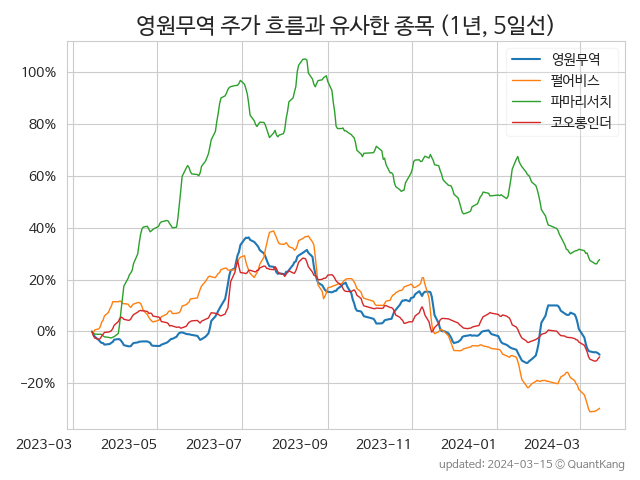 영원무역 주가 흐름과 유사한 종목 (1년, 5일선)
영원무역
펄어비스
파마리서치
코오롱인더
100%
80%
60%
40%
20%
0%
−20%
2023-03 2023-05 2023-07 2023-09 2023-11 2024-01 2024-03
updated: 2024-03-15 © QuantKang